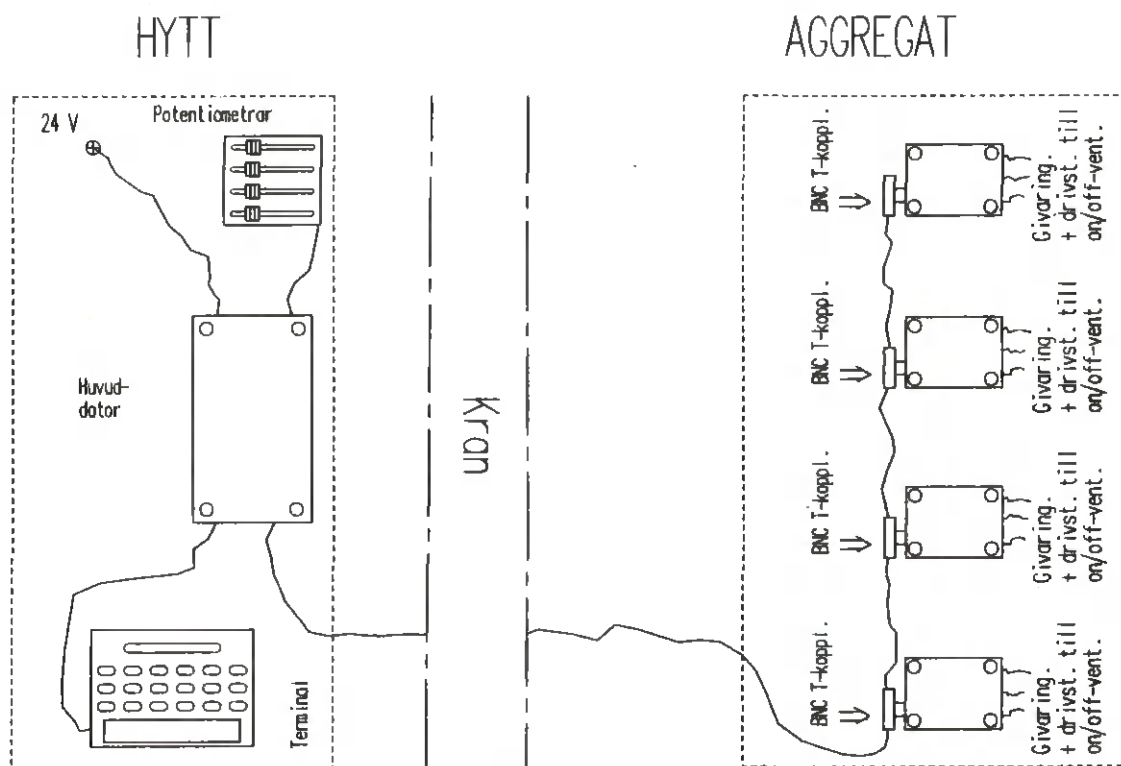 HYTT
AGGREGAT
24 V
Potentiometrar
Huvud-
dator
Terminal
Kran
BNC T-koppl.
Givaring.
+ drivst. till
on/off-vent.
BNC T-koppl.
Givaring.
+ drivst. till
on/off-vent.
BNC T-koppl.
Givaring.
+ drivst. till
on/off-vent.
BNC T-koppl.
Givaring.
+ drivst. till
on/off-vent.